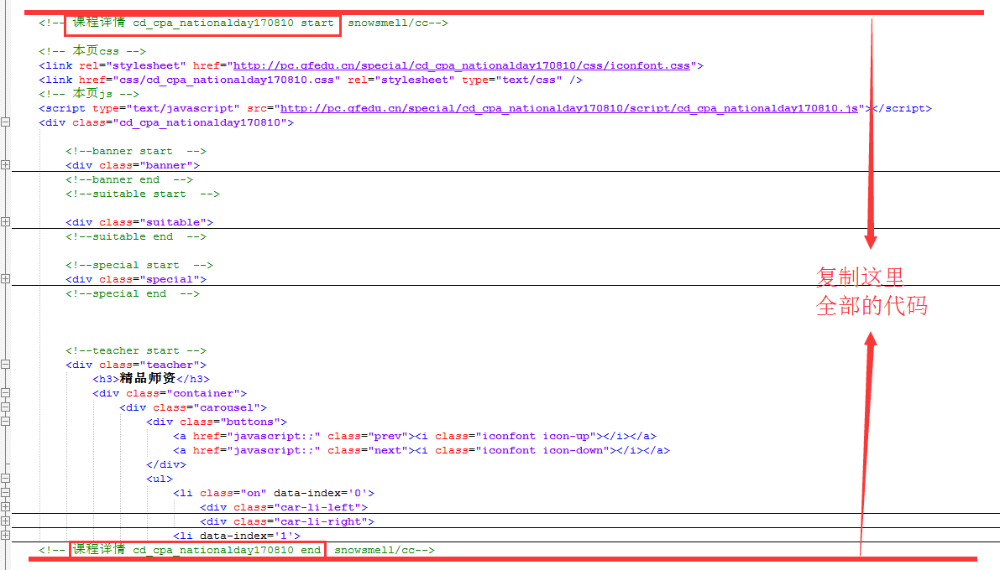 <!-- 课程详情 cd_cpa_nationalday170810 start snowsmell/cc-->
<!-- 本页css -->
<link rel="stylesheet" href="http://pc.gfedu.cn/special/cd_cpa_nationalday170810/css/iconfont.css">
<link href="css/cd_cpa_nationalday170810.css" rel="stylesheet" type="text/css" />
<!-- 本页js -->
<script type="text/javascript" src="http://pc.gfedu.cn/special/cd_cpa_nationalday170810/script/cd_cpa_nationalday170810.js"></script>
<div class="cd_cpa_nationalday170810">
<!--banner start  -->
<div class="banner">
<!--banner end  -->
<!--suitable start  -->
<div class="suitable">
<!--suitable end  -->
<!--special start  -->
<div class="special">
<!--special end  -->
复制这里
全部的代码
<!--teacher start -->
<div class="teacher">
<h3>精品师资</h3>
<div class="container">
<div class="carousel">
<div class="buttons">
<a href="javascript:;" class="prev"><i class="iconfont icon-up"></i></a>
<a href="javascript:;" class="next"><i class="iconfont icon-down"></i></a>
</div>
<ul>
<li class="on" data-index='0'>
<div class="car-li-left">
<div class="car-li-right">
<li data-index='1'>
<!-- 课程详情 cd_cpa_nationalday170810 end snowsmell/cc-->